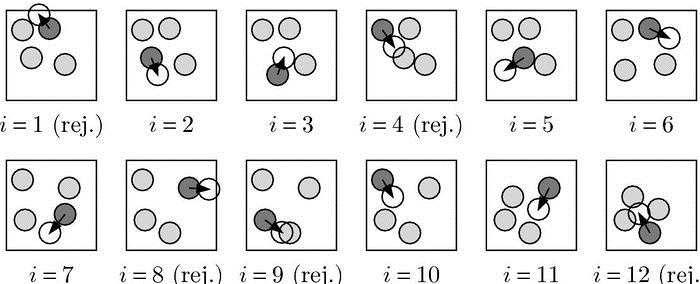 i = 1 (rej.) i = 2 i = 3 i = 4 (rej.) i = 5 i = 6
i = 7 i = 8 (rej.) i = 9 (rej.) i = 10 i = 11 i = 12 (rej.